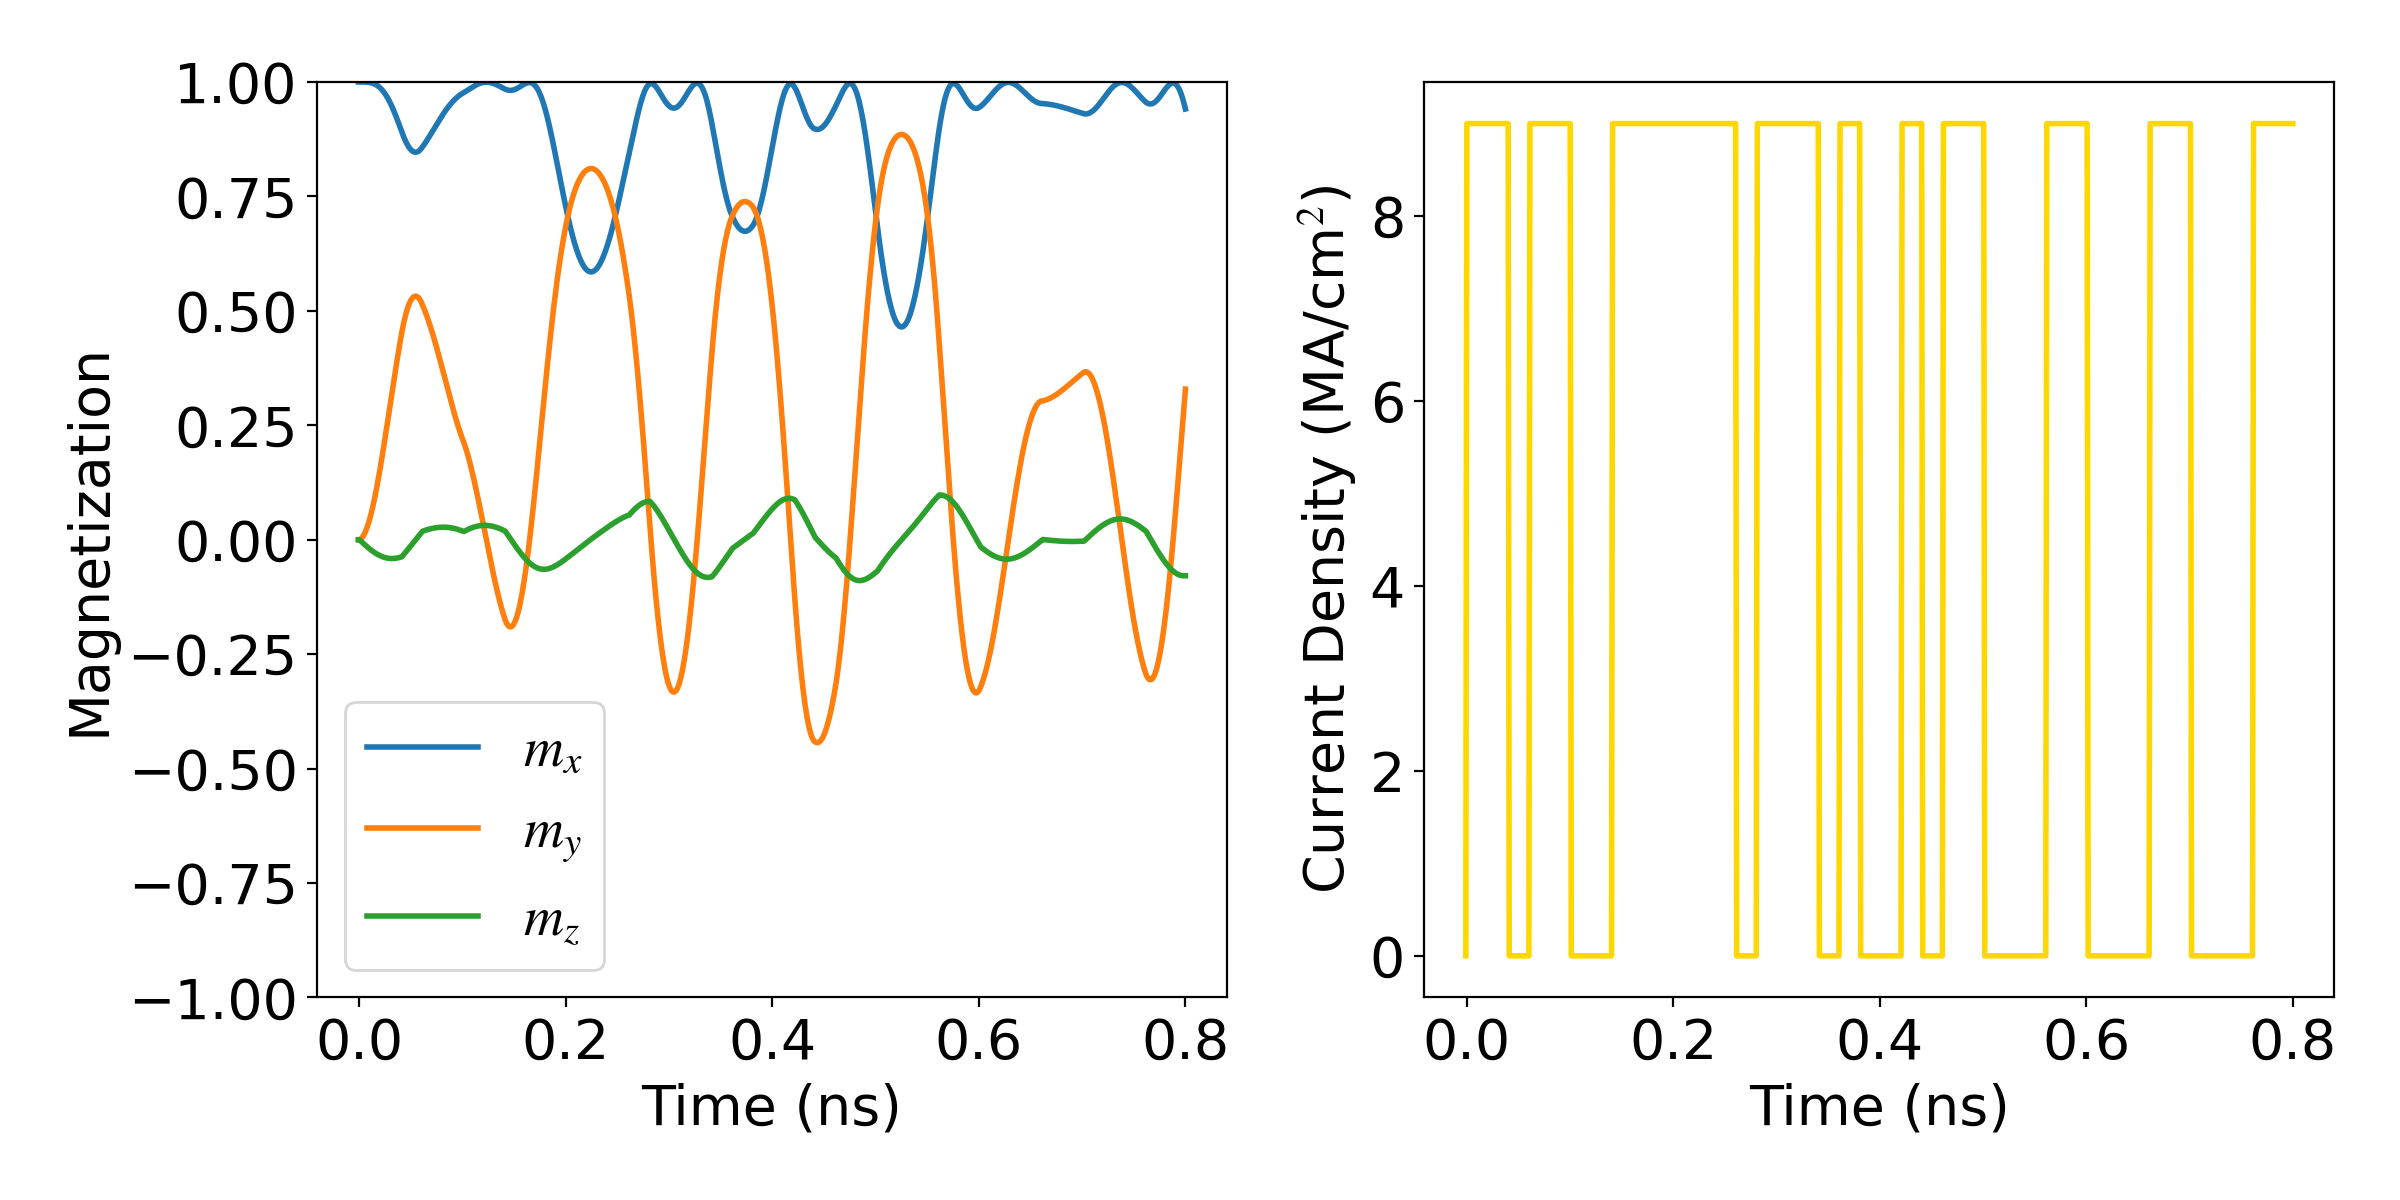 1.00
0.75
0.50
0.25
0.00
−0.25
−0.50
−0.75
−1.00
Magnetization
m_x
m_y
m_z
0.0 0.2 0.4 0.6 0.8
Time (ns)
8
6
4
2
0
Current Density (MA/cm²)
0.0 0.2 0.4 0.6 0.8
Time (ns)